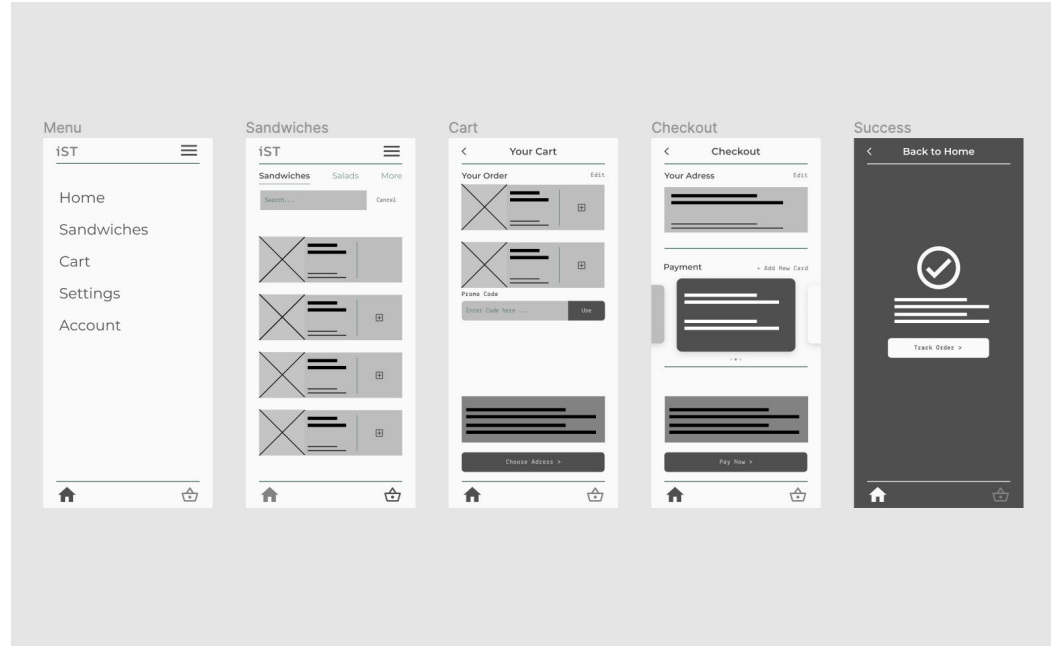 Menu
iST
Home
Sandwiches
Cart
Settings
Account
Sandwiches
iST
Sandwiches Salads More
Search... Cancel
Cart
< Your Cart
Your Order Edit
Promo Code
Enter Code here ... Use
Choose Adress >
Checkout
< Checkout
Your Adress Edit
Payment + Add New Card
Pay Now >
Success
< Back to Home
Track Order >